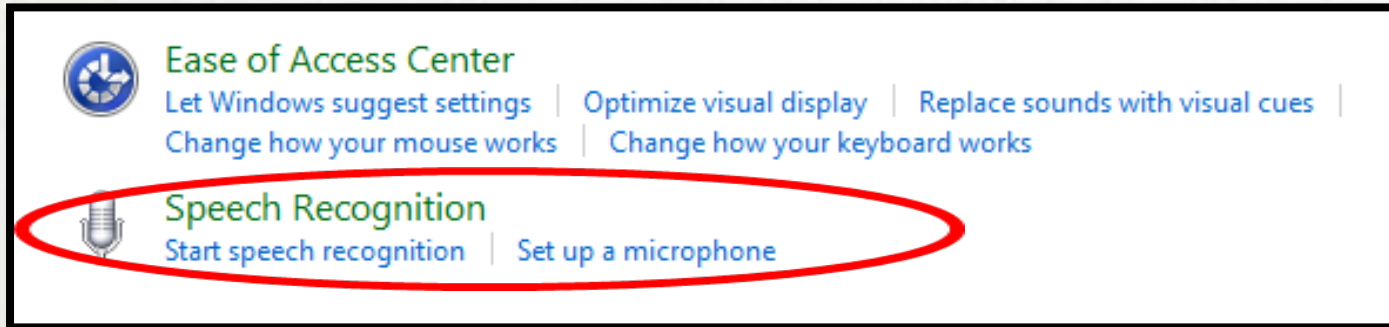 Ease of Access Center
Let Windows suggest settings | Optimize visual display | Replace sounds with visual cues |
Change how your mouse works | Change how your keyboard works
Speech Recognition
Start speech recognition | Set up a microphone